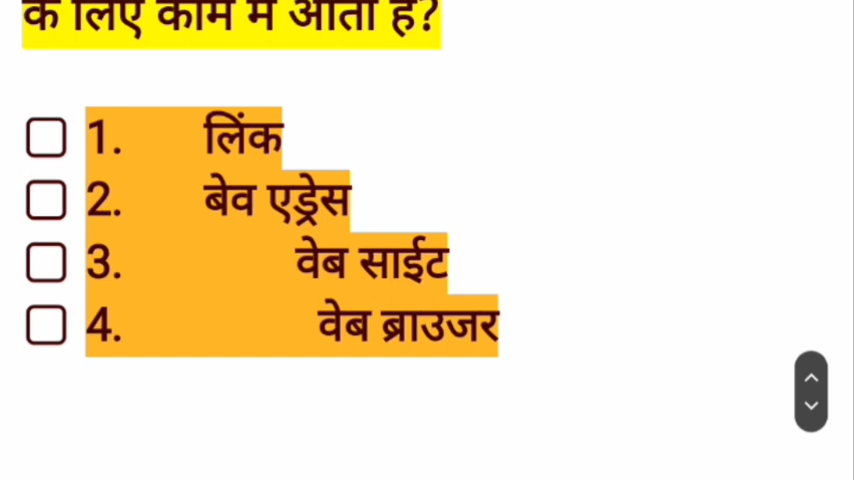 के लिए काम में आता है?
1. लिंक
2. बेव एड्रेस
3. वेब साईट
4. वेब ब्राउजर